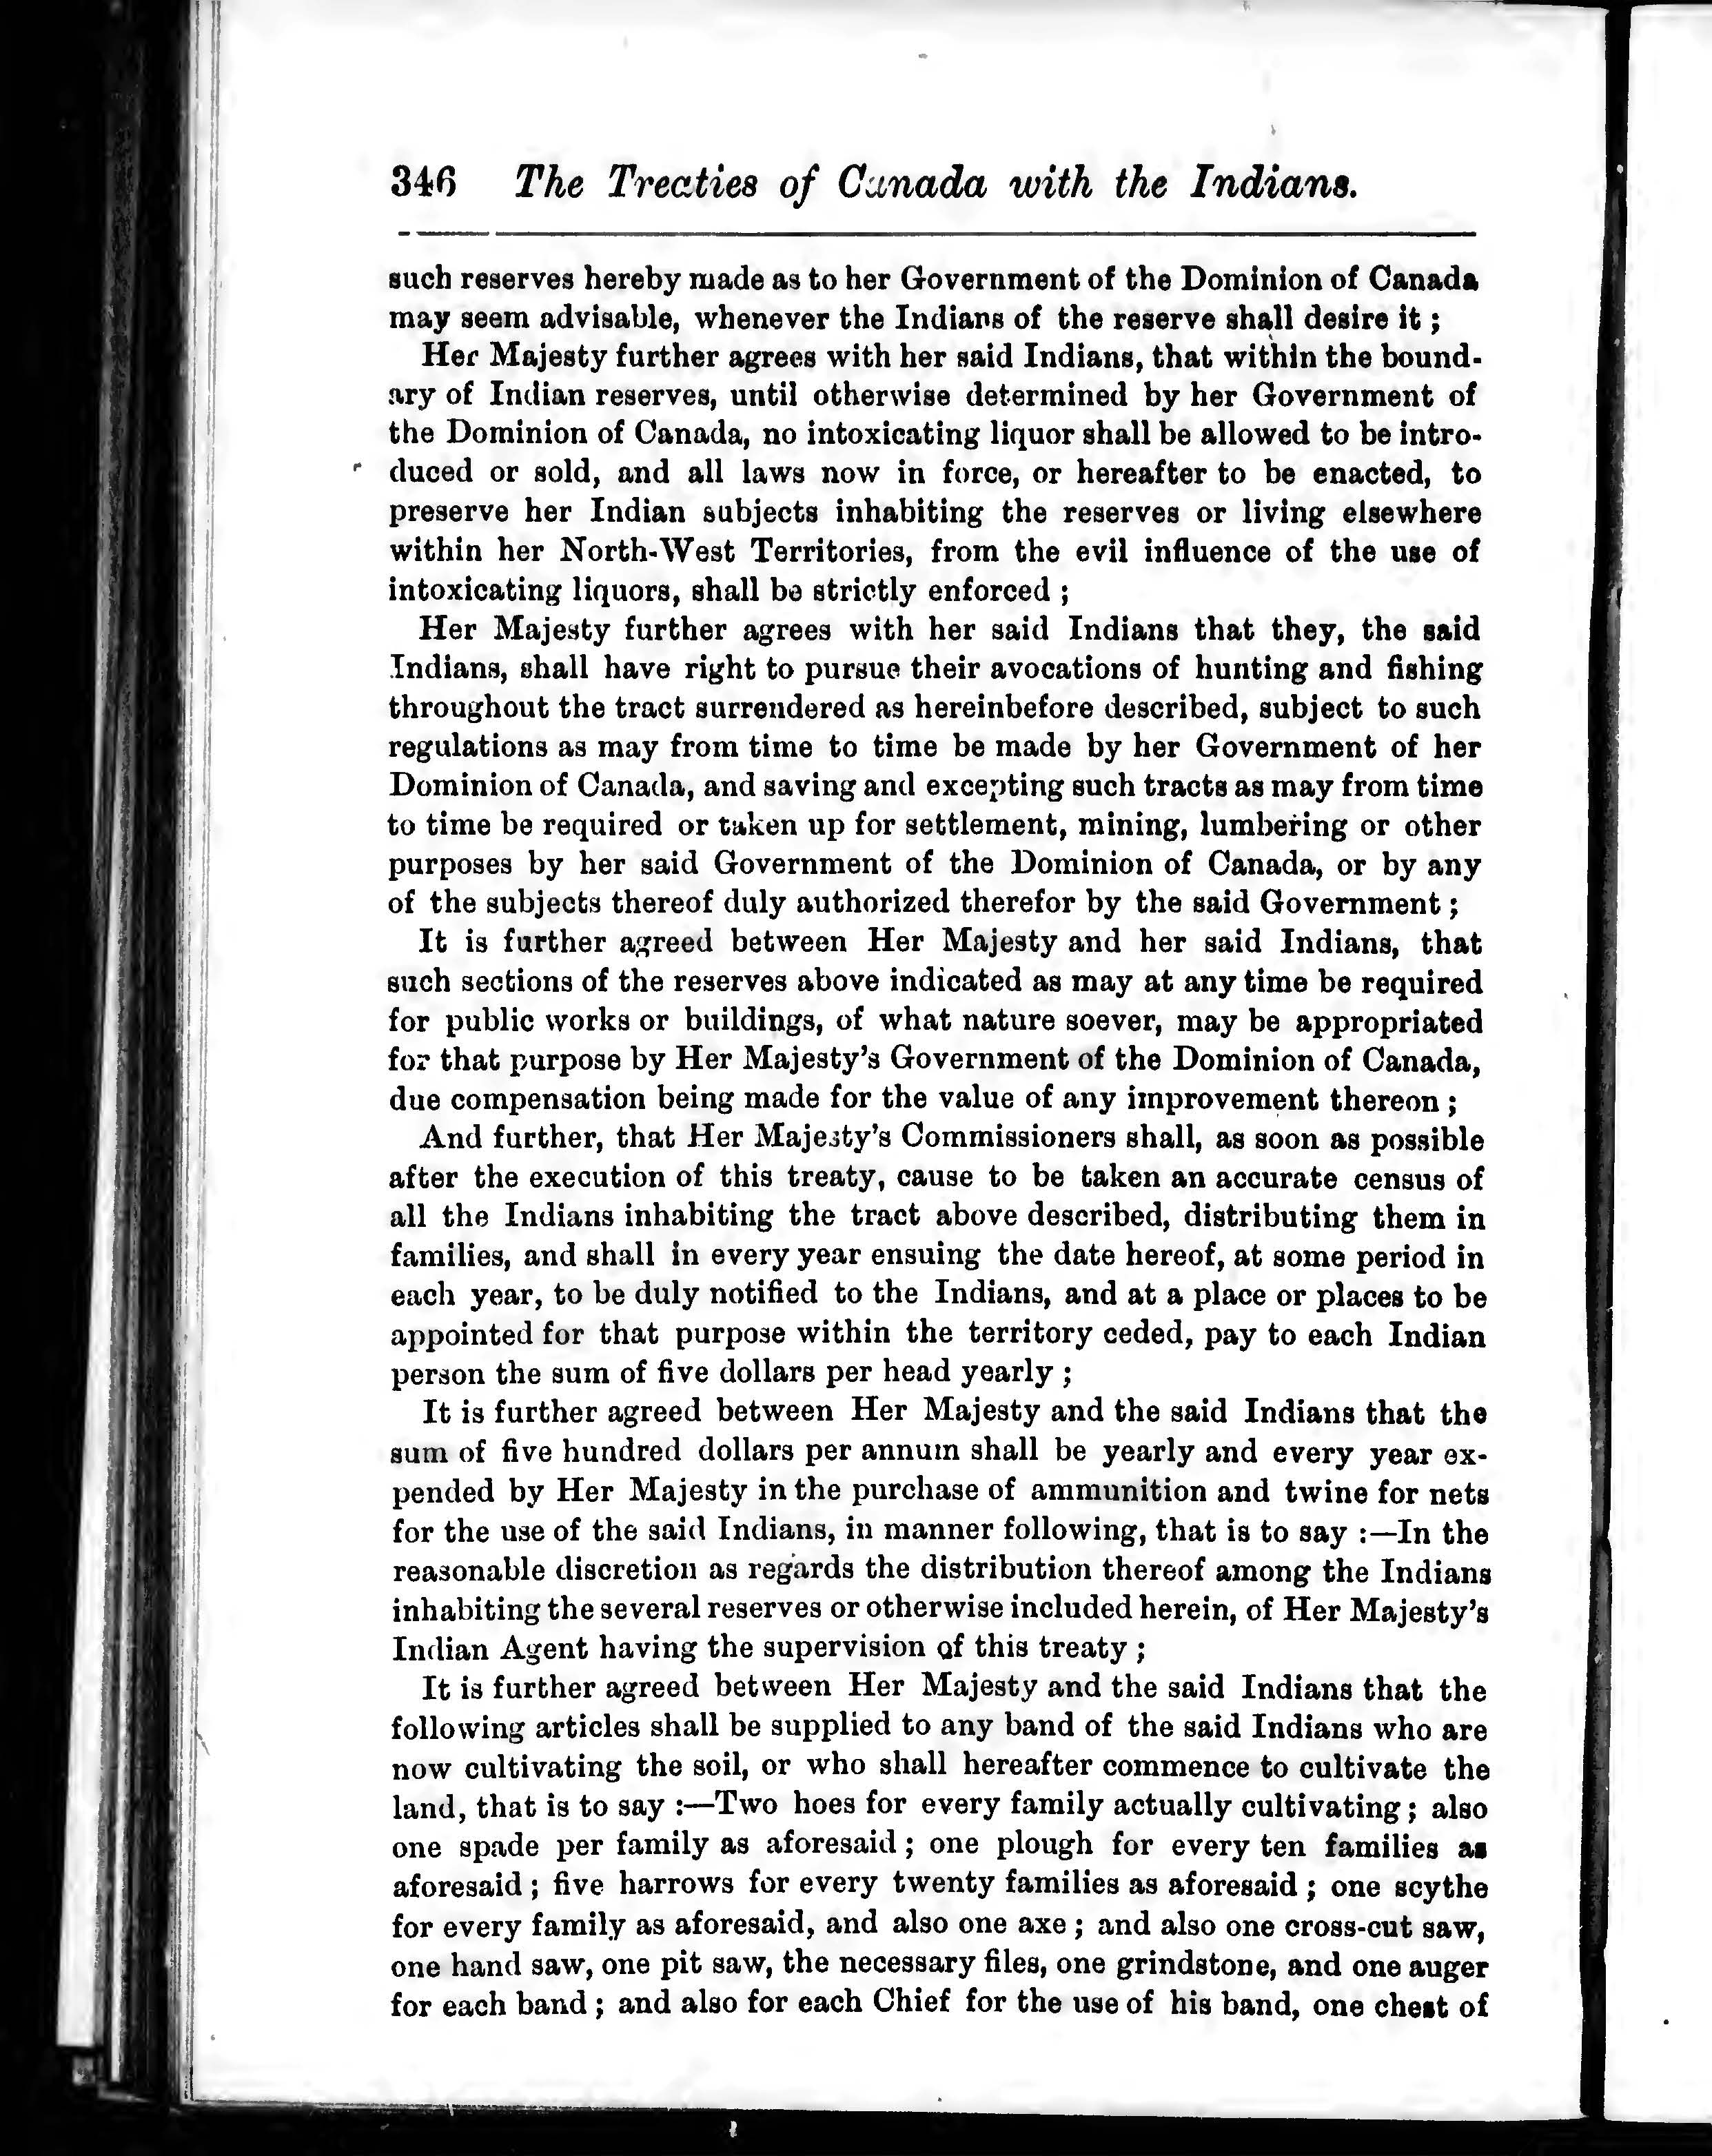 346 The Treaties of Canada with the Indians.
such reserves hereby made as to her Government of the Dominion of Canada
may seem advisable, whenever the Indians of the reserve shall desire it ;
Her Majesty further agrees with her said Indians, that within the bound-
ary of Indian reserves, until otherwise determined by her Government of
the Dominion of Canada, no intoxicating liquor shall be allowed to be intro-
duced or sold, and all laws now in force, or hereafter to be enacted, to
preserve her Indian subjects inhabiting the reserves or living elsewhere
within her North-West Territories, from the evil influence of the use of
intoxicating liquors, shall be strictly enforced ;
Her Majesty further agrees with her said Indians that they, the said
Indians, shall have right to pursue their avocations of hunting and fishing
throughout the tract surrendered as hereinbefore described, subject to such
regulations as may from time to time be made by her Government of her
Dominion of Canada, and saving and excepting such tracts as may from time
to time be required or taken up for settlement, mining, lumbering or other
purposes by her said Government of the Dominion of Canada, or by any
of the subjects thereof duly authorized therefor by the said Government ;
It is further agreed between Her Majesty and her said Indians, that
such sections of the reserves above indicated as may at any time be required
for public works or buildings, of what nature soever, may be appropriated
for that purpose by Her Majesty's Government of the Dominion of Canada,
due compensation being made for the value of any improvement thereon ;
And further, that Her Majesty's Commissioners shall, as soon as possible
after the execution of this treaty, cause to be taken an accurate census of
all the Indians inhabiting the tract above described, distributing them in
families, and shall in every year ensuing the date hereof, at some period in
each year, to be duly notified to the Indians, and at a place or places to be
appointed for that purpose within the territory ceded, pay to each Indian
person the sum of five dollars per head yearly ;
It is further agreed between Her Majesty and the said Indians that the
sum of five hundred dollars per annum shall be yearly and every year ex-
pended by Her Majesty in the purchase of ammunition and twine for nets
for the use of the said Indians, in manner following, that is to say :—In the
reasonable discretion as regards the distribution thereof among the Indians
inhabiting the several reserves or otherwise included herein, of Her Majesty's
Indian Agent having the supervision of this treaty ;
It is further agreed between Her Majesty and the said Indians that the
following articles shall be supplied to any band of the said Indians who are
now cultivating the soil, or who shall hereafter commence to cultivate the
land, that is to say :—Two hoes for every family actually cultivating ; also
one spade per family as aforesaid ; one plough for every ten families as
aforesaid ; five harrows for every twenty families as aforesaid ; one scythe
for every family as aforesaid, and also one axe ; and also one cross-cut saw,
one hand saw, one pit saw, the necessary files, one grindstone, and one auger
for each band ; and also for each Chief for the use of his band, one chest of